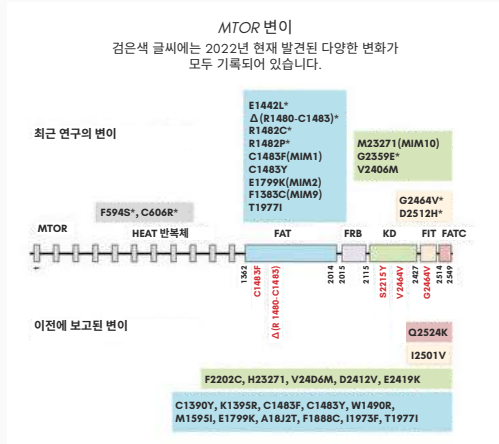 MTOR 변이
검은색 글씨에는 2022년 현재 발견된 다양한 변화가
모두 기록되어 있습니다.
최근 연구의 변이
E1442L*
Δ(R1480-C1483)*
R1482C*
R1482P*
C1483F(MIM1)
C1483Y
E1799K(MIM2)
F1383C(MIM9)
T1977I
M23271(MIM10)
G2359E*
V2406M
F594S*, C606R*
G2464V*
D2512H*
MTOR
HEAT 반복체
FAT
FRB
KD
FIT
FATC
1362
C1483F
Δ(R 1480-C1483)
2014
2015
2115
S2215Y
V2464V
2427
G2464V
2514
2549
이전에 보고된 변이
Q2524K
I2501V
F2202C, H23271, V24D6M, D2412V, E2419K
C1390Y, K1395R, C1483F, C1483Y, W1490R,
M1595I, E1799K, A18J2T, F1888C, I1973F, T1977I